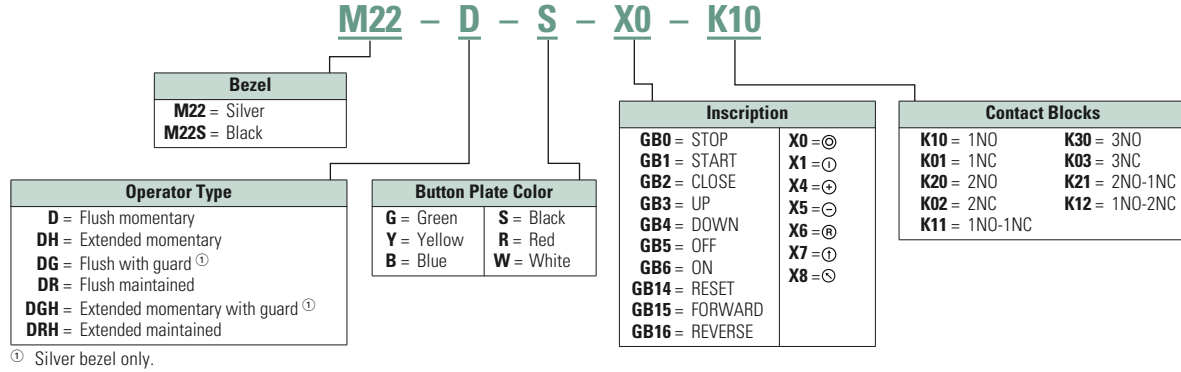 M22 – D – S – X0 – K10
Bezel
M22 = Silver
M22S = Black
Operator Type
D = Flush momentary
DH = Extended momentary
DG = Flush with guard ①
DR = Flush maintained
DGH = Extended momentary with guard ①
DRH = Extended maintained
① Silver bezel only.
Button Plate Color
G = Green
Y = Yellow
B = Blue
S = Black
R = Red
W = White
Inscription
GB0 = STOP
GB1 = START
GB2 = CLOSE
GB3 = UP
GB4 = DOWN
GB5 = OFF
GB6 = ON
GB14 = RESET
GB15 = FORWARD
GB16 = REVERSE
X0 = ◎
X1 = ⏼
X4 = ⊕
X5 = ⊖
X6 = Ⓡ
X7 = ⓵
X8 = ⍉
Contact Blocks
K10 = 1NO
K01 = 1NC
K20 = 2NO
K02 = 2NC
K11 = 1NO-1NC
K30 = 3NO
K03 = 3NC
K21 = 2NO-1NC
K12 = 1NO-2NC